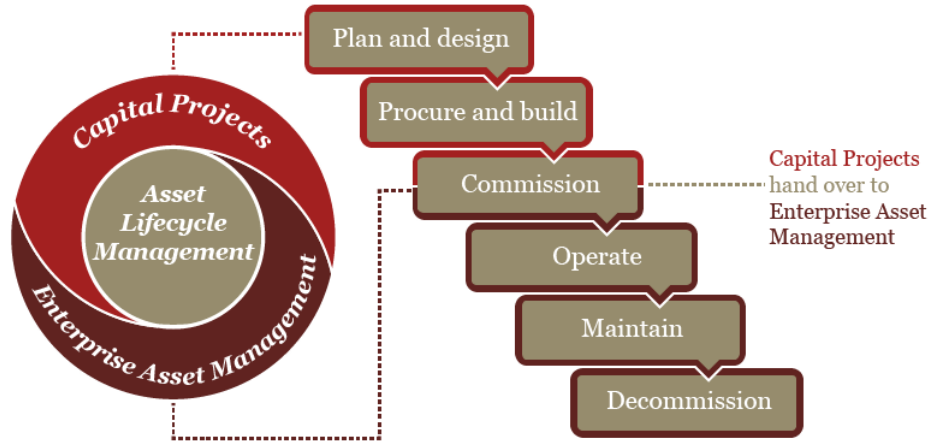 Capital Projects
Asset
Lifecycle
Management
Enterprise Asset Management
Plan and design
Procure and build
Commission
Operate
Maintain
Decommission
Capital Projects
hand over to
Enterprise Asset
Management